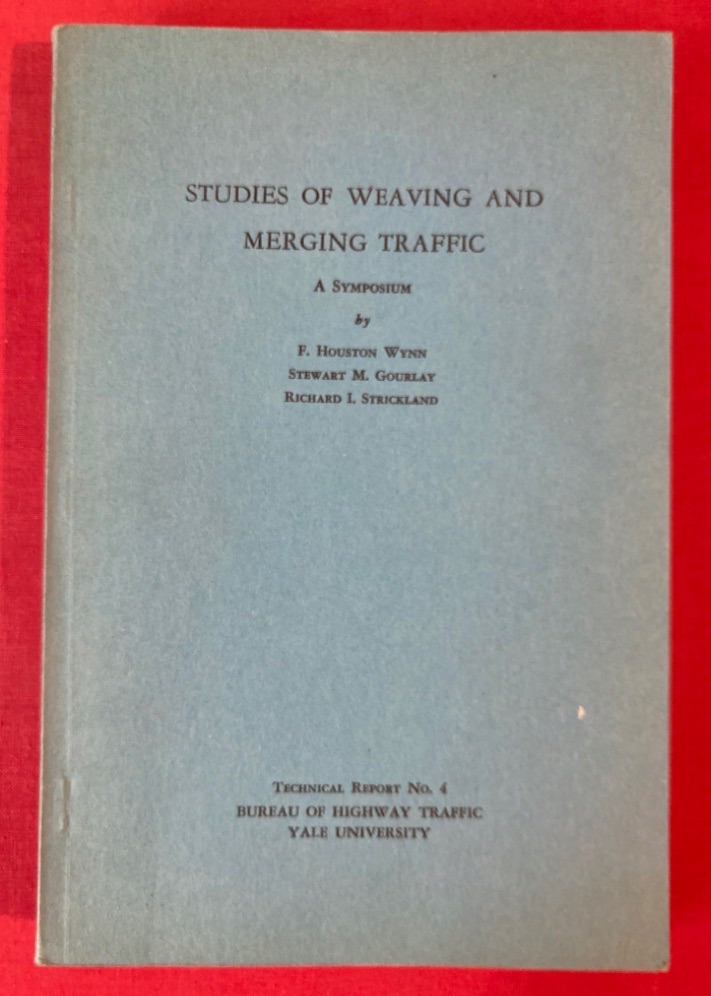 STUDIES OF WEAVING AND
MERGING TRAFFIC
A SYMPOSIUM
by
F. HOUSTON WYNN
STEWART M. GOURLAY
RICHARD I. STRICKLAND
TECHNICAL REPORT NO. 4
BUREAU OF HIGHWAY TRAFFIC
YALE UNIVERSITY